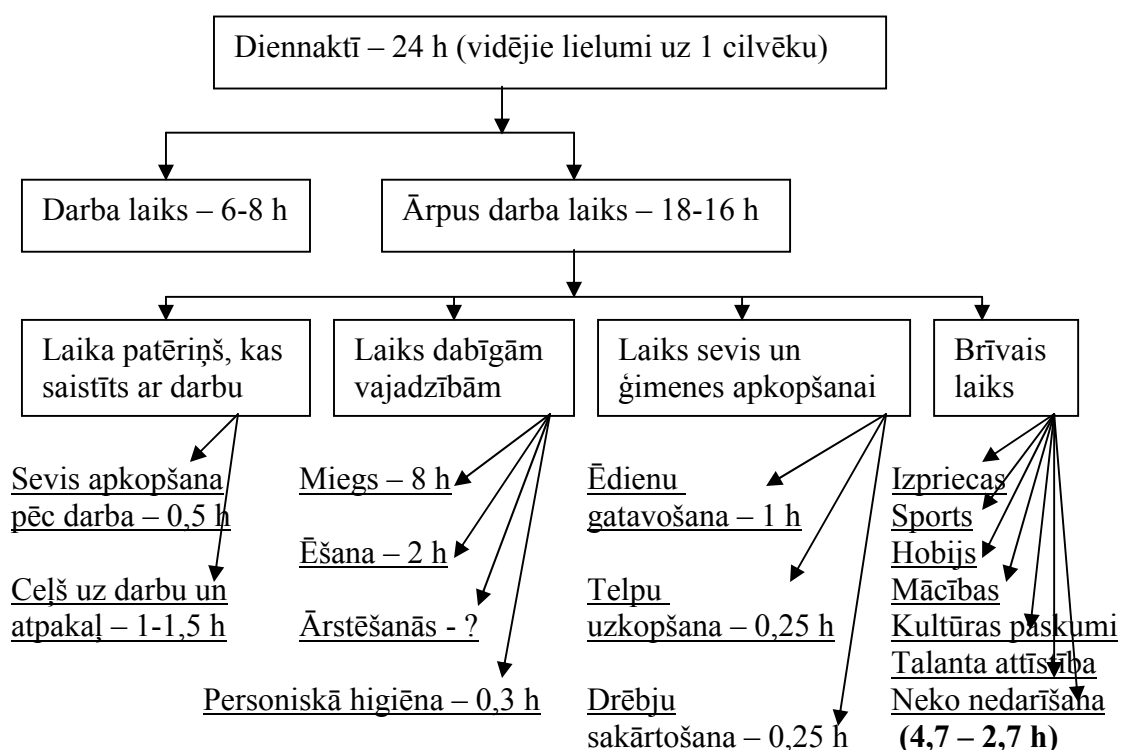 Diennaktī – 24 h (vidējie lielumi uz 1 cilvēku)
Darba laiks – 6-8 h
Ārpus darba laiks – 18-16 h
Laika patēriņš, kas
saistīts ar darbu
Laiks dabīgām
vajadzībām
Laiks sevis un
ģimenes apkopšanai
Brīvais
laiks
Sevis apkopšana
pēc darba – 0,5 h
Ceļš uz darbu un
atpakaļ – 1-1,5 h
Miegs – 8 h
Ēšana – 2 h
Ārstēšanās - ?
Personiskā higiēna – 0,3 h
Ēdienu
gatavošana – 1 h
Telpu
uzkopšana – 0,25 h
Drēbju
sakārtošana – 0,25 h
Izpriecas
Sports
Hobijs
Mācības
Kultūras paskumi
Talanta attīstība
Neko nedarīšana
(4,7 – 2,7 h)